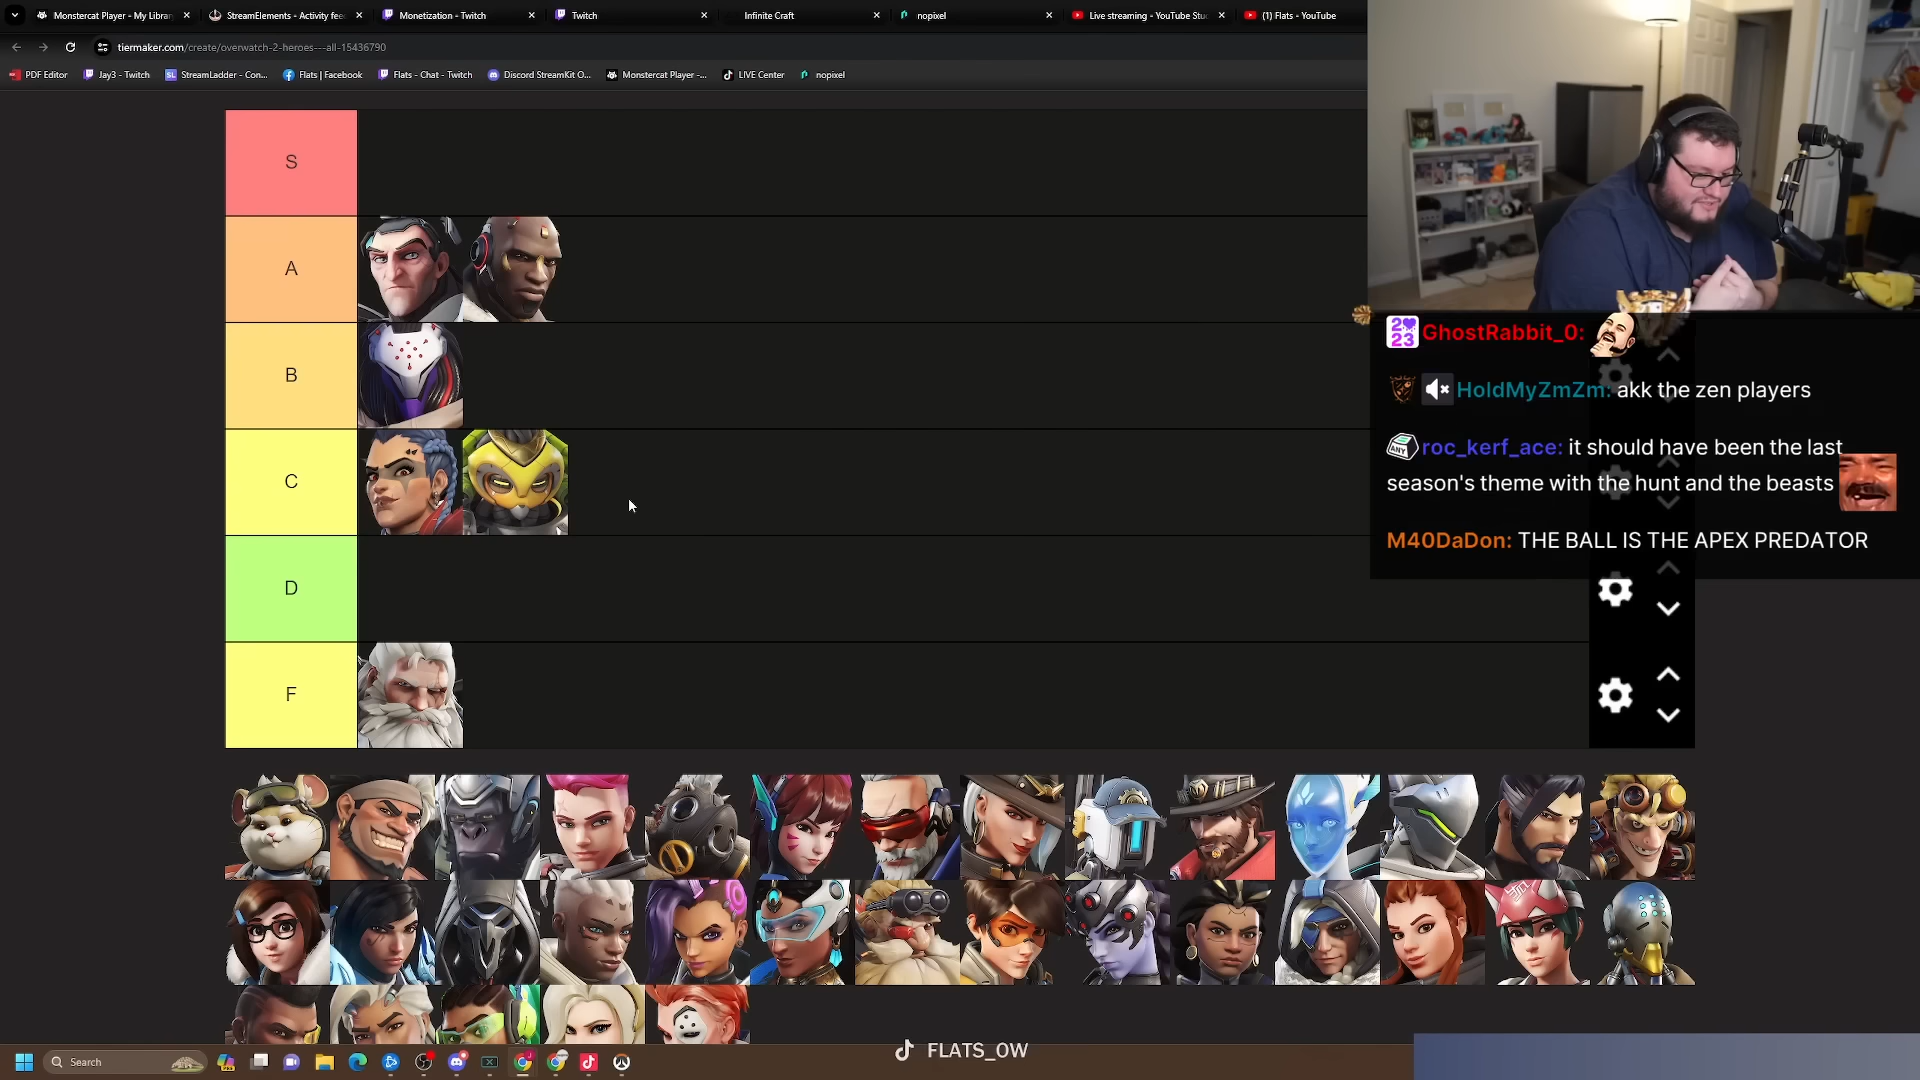 Monstercat Player - My Librar
StreamElements - Activity fee
Monetization - Twitch
Twitch
Infinite Craft
nopixel
Live streaming - YouTube Stu
(1) Flats - YouTube
tiermaker.com/create/overwatch-2-heroes---all-15436790
PDF Editor
Jay3 - Twitch
StreamLadder - Con...
Flats | Facebook
Flats - Chat - Twitch
Discord StreamKit O...
Monstercat Player -...
LIVE Center
nopixel
S
A
B
C
D
F
2 23 GhostRabbit_0:
HoldMyZmZm: akk the zen players
ANY roc_kerf_ace: it should have been the last
season's theme with the hunt and the beasts
M40DaDon: THE BALL IS THE APEX PREDATOR
Search
FLATS_OW